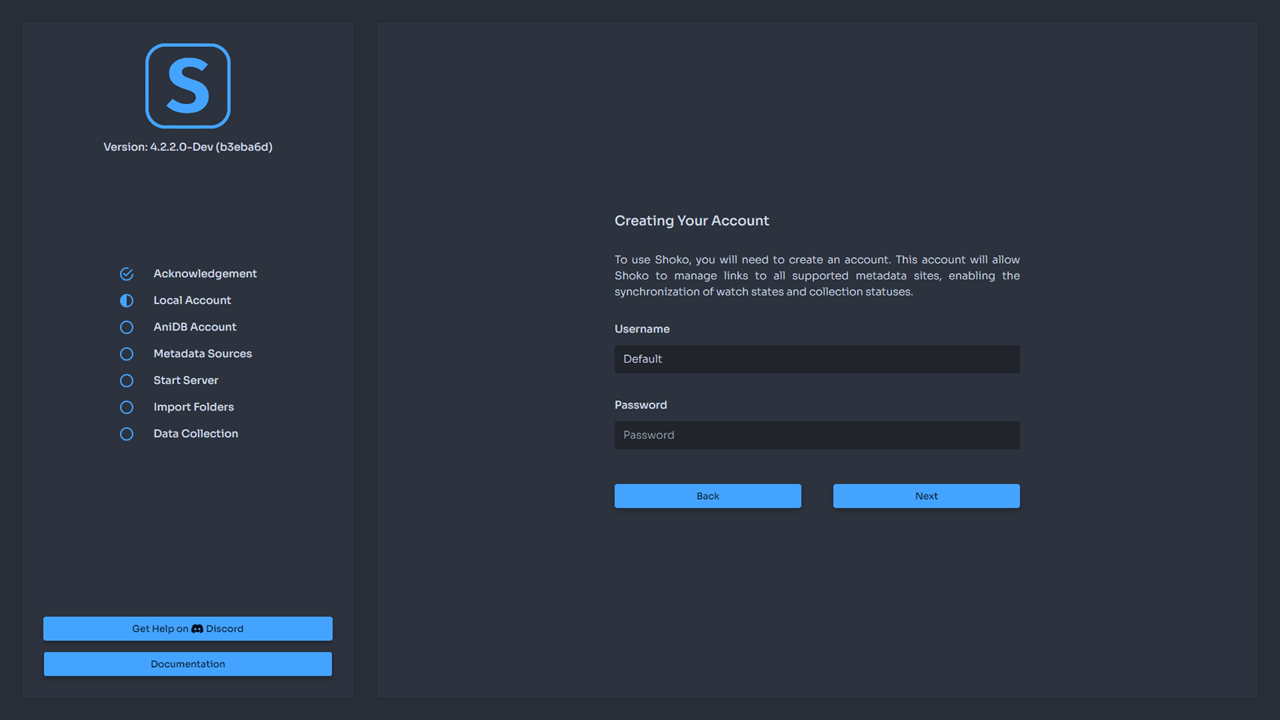 S
Version: 4.2.2.0-Dev (b3eba6d)
Acknowledgement
Local Account
AniDB Account
Metadata Sources
Start Server
Import Folders
Data Collection
Get Help on Discord
Documentation
Creating Your Account
To use Shoko, you will need to create an account. This account will allow
Shoko to manage links to all supported metadata sites, enabling the
synchronization of watch states and collection statuses.
Username
Default
Password
Password
Back
Next